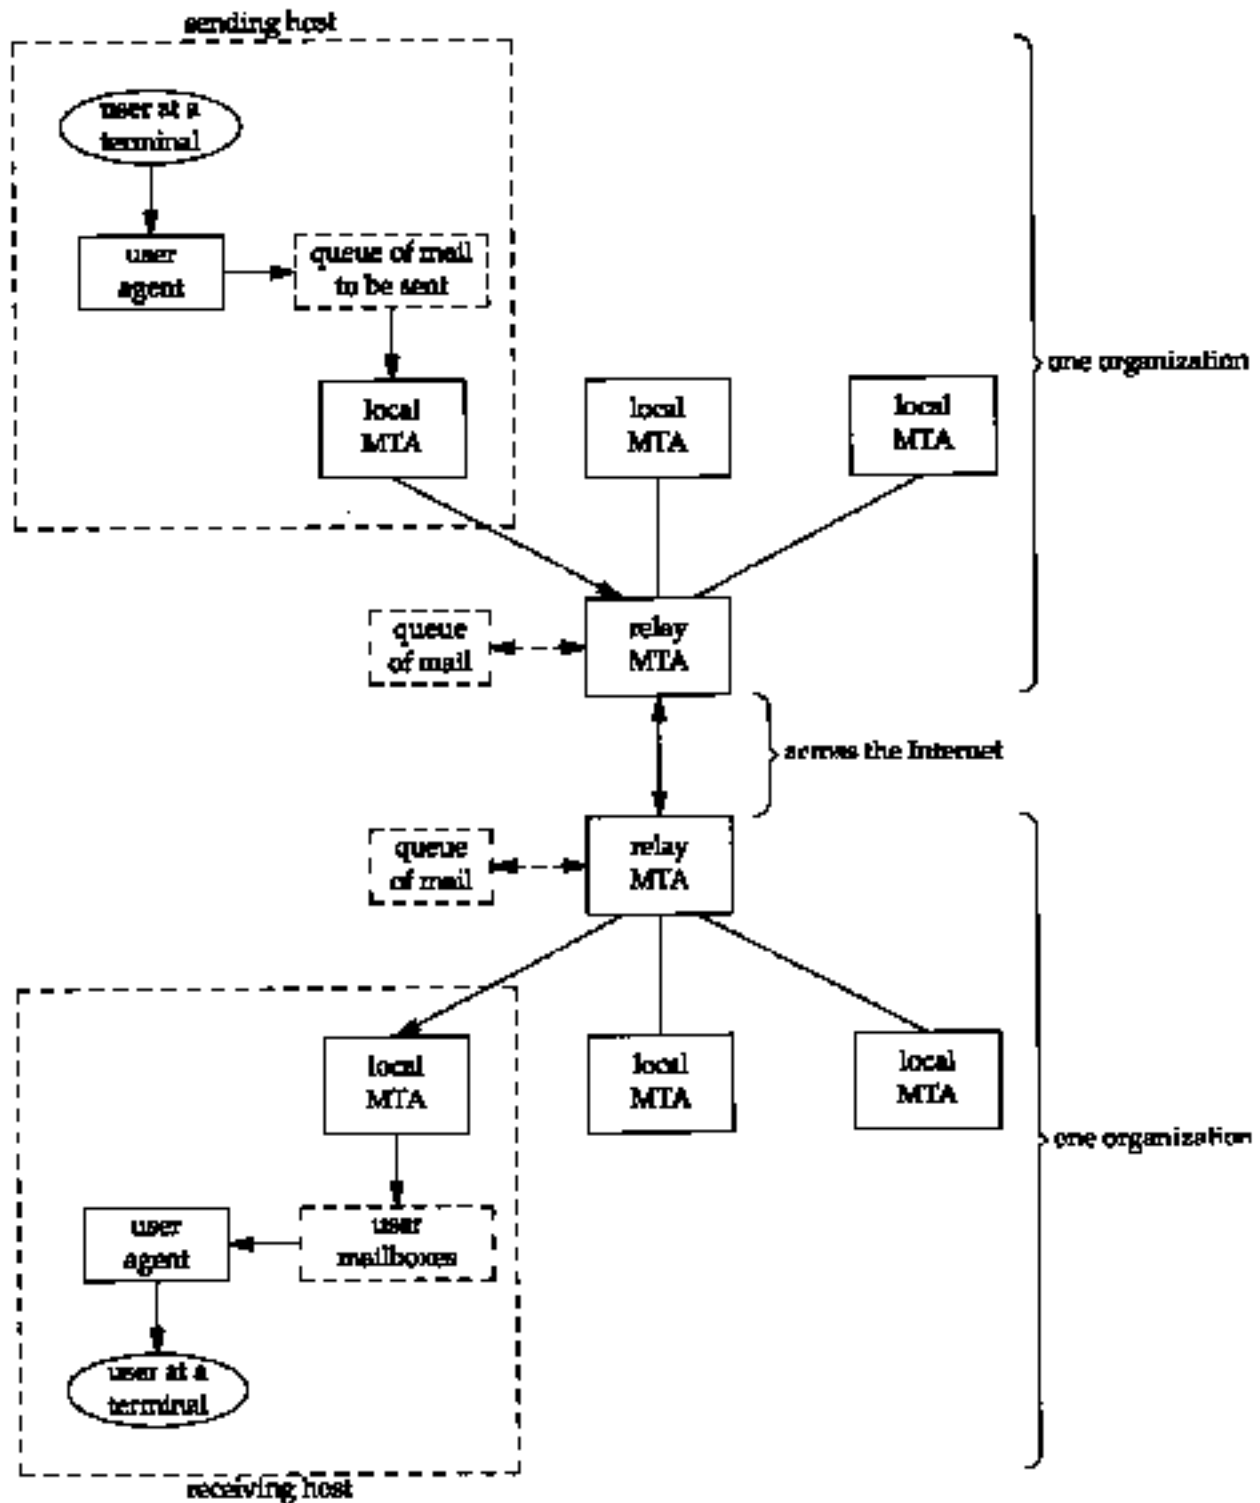 sending host
user at a
terminal
user
agent
queue of mail
to be sent
local
MTA
local
MTA
local
MTA
one organization
queue
of mail
relay
MTA
across the Internet
queue
of mail
relay
MTA
local
MTA
local
MTA
local
MTA
one organization
user
agent
user
mailboxes
user at a
terminal
receiving host